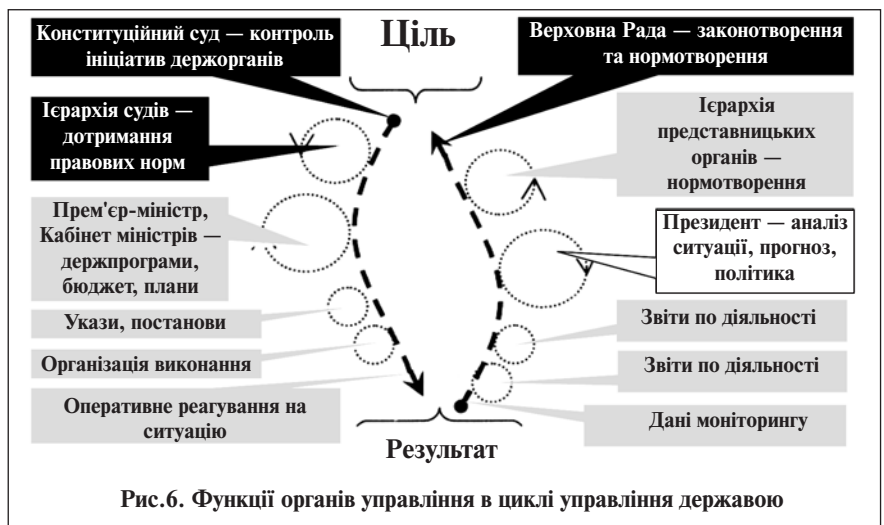 Конституційний суд — контроль
ініціатив держорганів
Ціль
Верховна Рада — законотворення
та нормотворення
Ієрархія судів —
дотримання
правових норм
Ієрархія
представницьких
органів —
нормотворення
Прем'єр-міністр,
Кабінет міністрів —
держпрограми,
бюджет, плани
Президент — аналіз
ситуації, прогноз,
політика
Укази, постанови
Звіти по діяльності
Організація виконання
Звіти по діяльності
Оперативне реагування на
ситуацію
Дані моніторингу
Результат
Рис.6. Функції органів управління в циклі управління державою